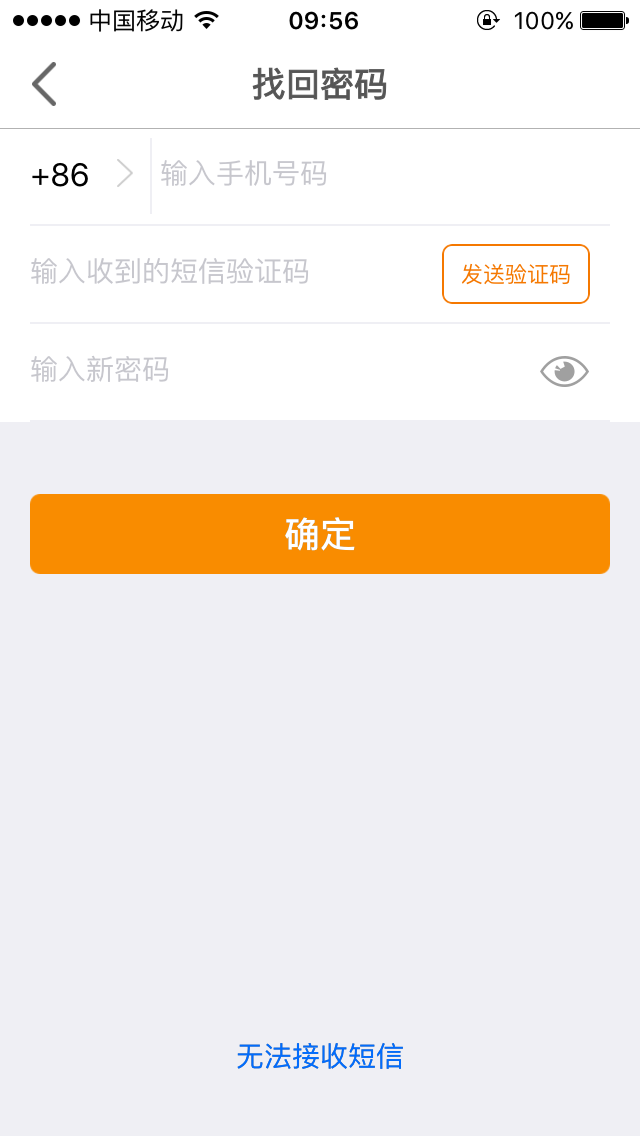 中国移动 09:56 100%
找回密码
+86 输入手机号码
输入收到的短信验证码 发送验证码
输入新密码
确定
无法接收短信